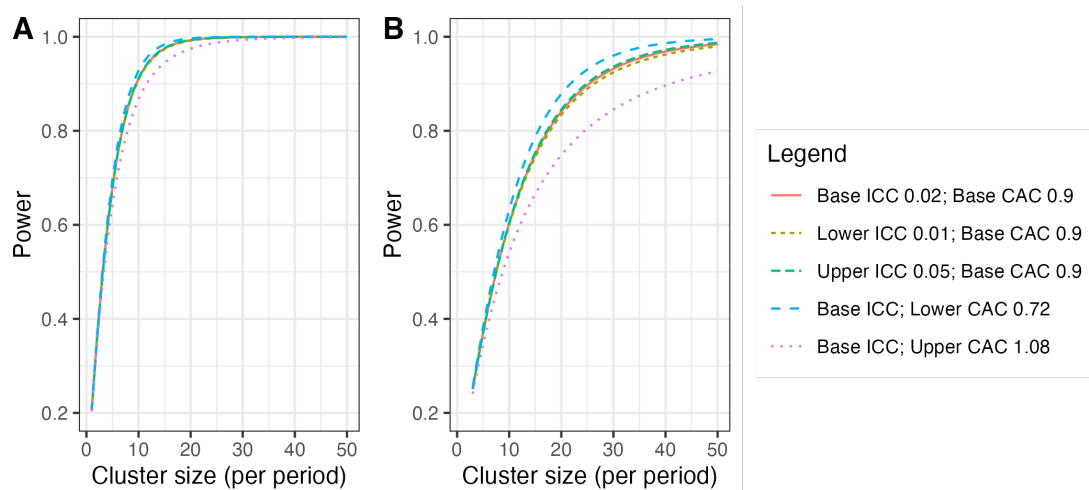 A
Power
1.0
0.8
0.6
0.4
0.2
0 10 20 30 40 50
Cluster size (per period)
B
Power
1.0
0.8
0.6
0.4
0.2
0 10 20 30 40 50
Cluster size (per period)
Legend
Base ICC 0.02; Base CAC 0.9
Lower ICC 0.01; Base CAC 0.9
Upper ICC 0.05; Base CAC 0.9
Base ICC; Lower CAC 0.72
Base ICC; Upper CAC 1.08